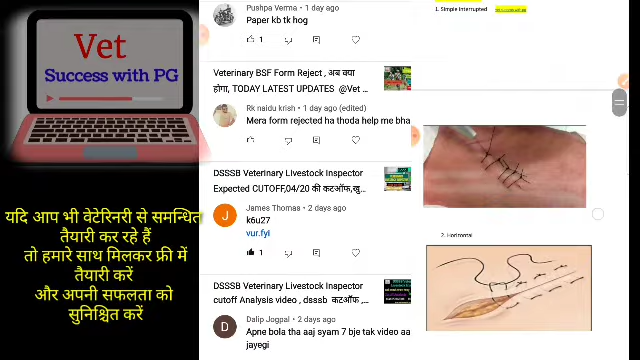 Vet
Success with PG
यदि आप भी वेटेरिनरी से समन्धित
तैयारी कर रहे हैं
तो हमारे साथ मिलकर फ्री में
तैयारी करें
और अपनी सफलता को
सुनिश्चित करें
Pushpa Verma • 1 day ago
Paper kb tk hog
1
Veterinary BSF Form Reject , अब क्या
होगा, TODAY LATEST UPDATES @Vet ...
Rk naidu krish • 1 day ago (edited)
Mera form rejected ha thoda help me bha
DSSSB Veterinary Livestock Inspector
Expected CUTOFF,04/20 की कटऑफ,खु...
J
James Thomas • 2 days ago
k6u27
vur.fyi
1
DSSSB Veterinary Livestock Inspector
cutoff Analysis video , dsssb कटऑफ ,...
D
Dalip Jogpal • 2 days ago
Apne bola tha aaj syam 7 bje tak video aa
jayegi
1. Simple Interrupted
2. Horizontal